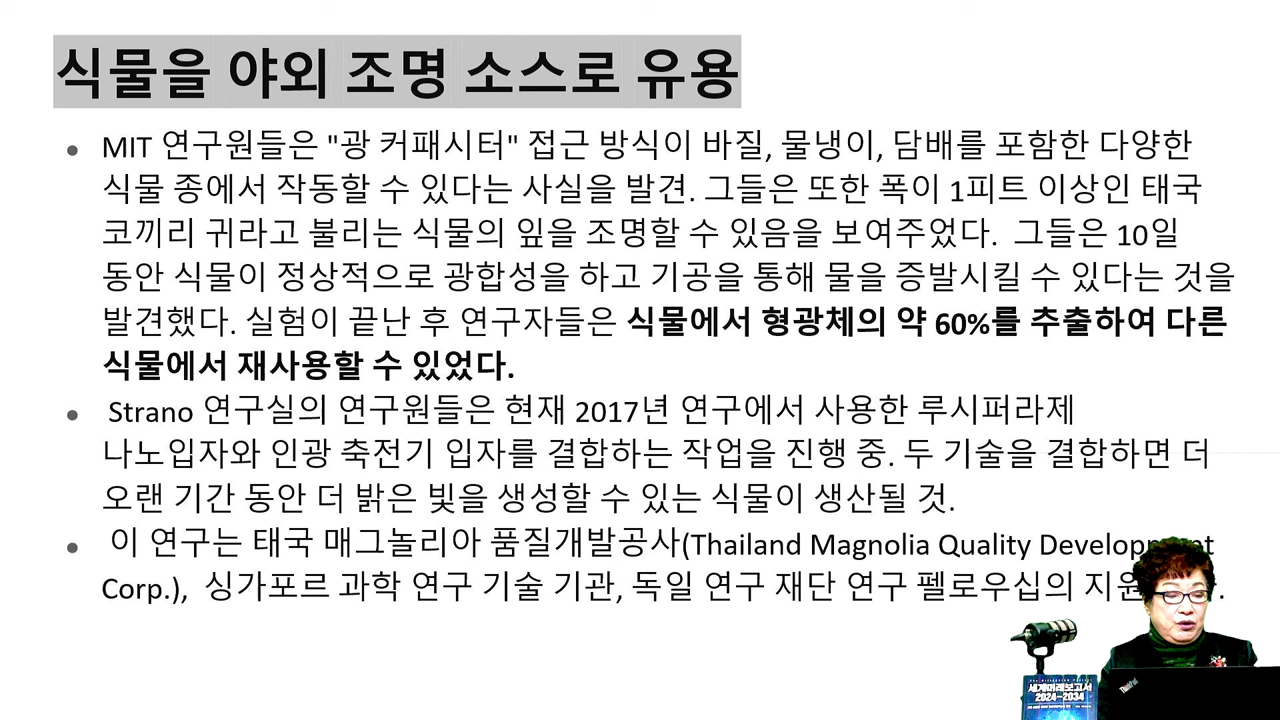 식물을 야외 조명 소스로 유용
• MIT 연구원들은 "광 커패시터" 접근 방식이 바질, 물냉이, 담배를 포함한 다양한
식물 종에서 작동할 수 있다는 사실을 발견. 그들은 또한 폭이 1피트 이상인 태국
코끼리 귀라고 불리는 식물의 잎을 조명할 수 있음을 보여주었다. 그들은 10일
동안 식물이 정상적으로 광합성을 하고 기공을 통해 물을 증발시킬 수 있다는 것을
발견했다. 실험이 끝난 후 연구자들은 식물에서 형광체의 약 60%를 추출하여 다른
식물에서 재사용할 수 있었다.
• Strano 연구실의 연구원들은 현재 2017년 연구에서 사용한 루시퍼라제
나노입자와 인광 축전기 입자를 결합하는 작업을 진행 중. 두 기술을 결합하면 더
오랜 기간 동안 더 밝은 빛을 생성할 수 있는 식물이 생산될 것.
• 이 연구는 태국 매그놀리아 품질개발공사(Thailand Magnolia Quality
Corp.), 싱가포르 과학 연구 기술 기관, 독일 연구 재단 연구 펠로우십의
세계미래보고서
2024-2034
ThinkPad